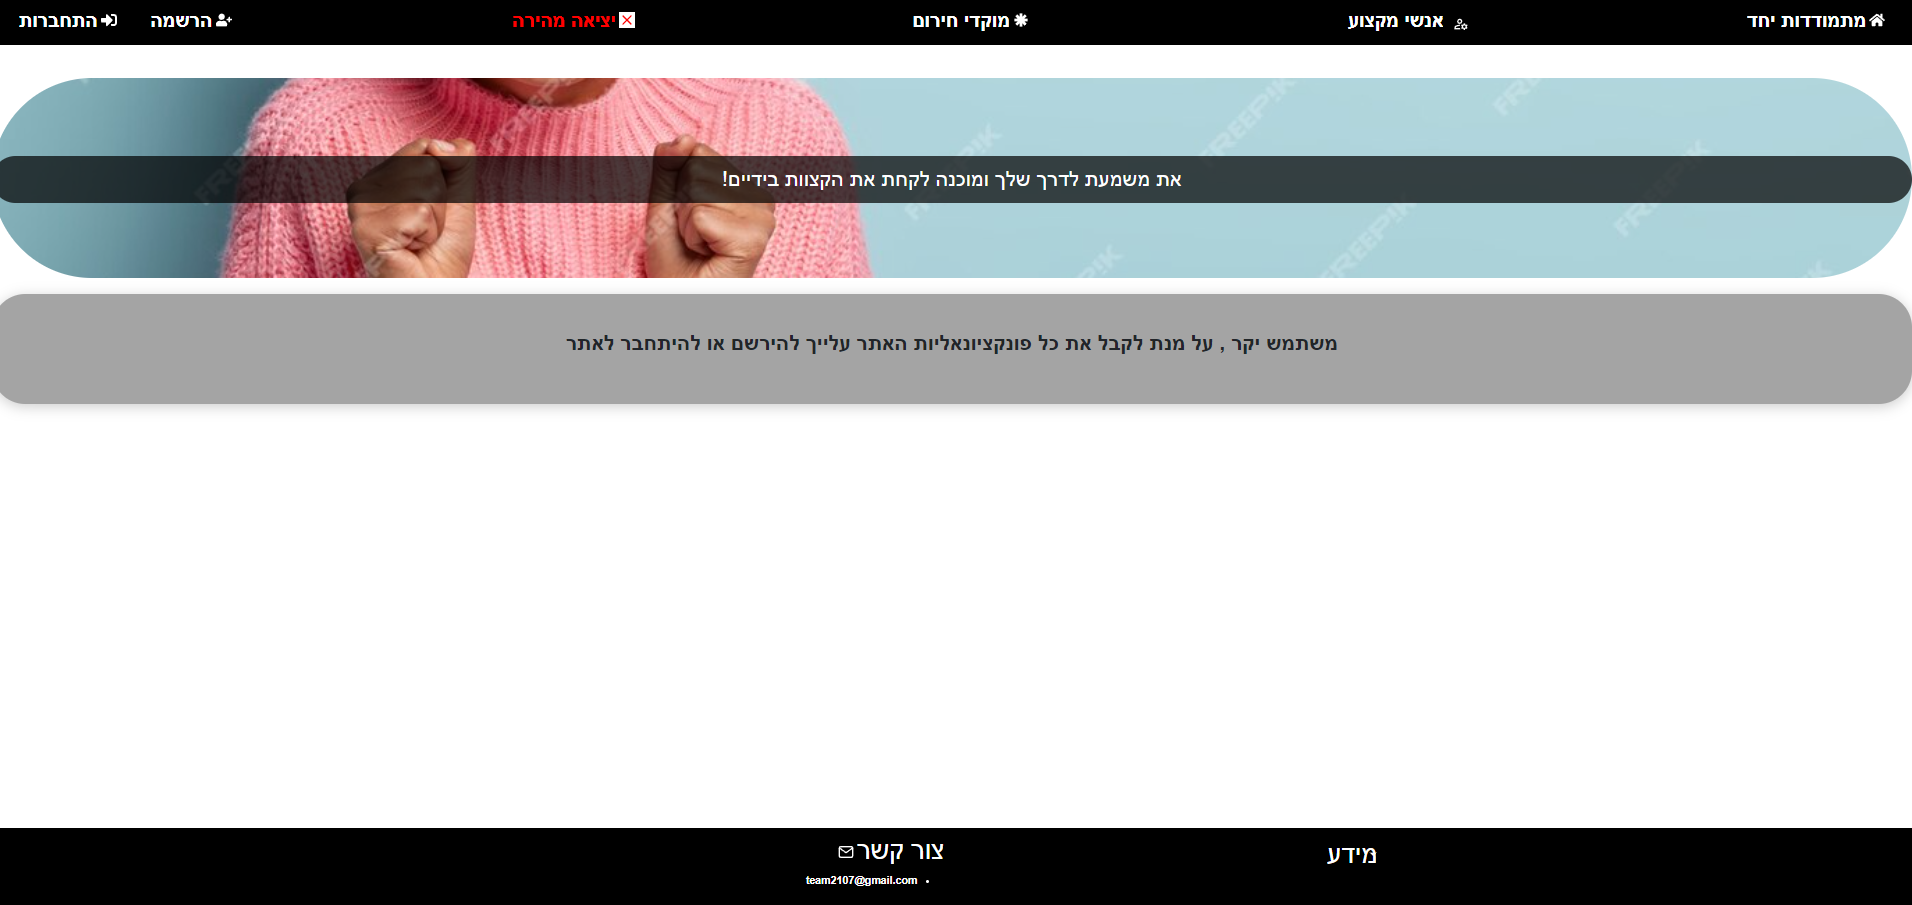 מתמודדות יחד
אנשי מקצוע
מוקדי חירום
יציאה מהירה
הרשמה
התחברות
FREEPIK
את משמעת לדרך שלך ומוכנה לקחת את הקצוות בידיים!
משתמש יקר , על מנת לקבל את כל פונקציונאליות האתר עלייך להירשם או להיתחבר לאתר
מידע
צור קשר
• team2107@gmail.com